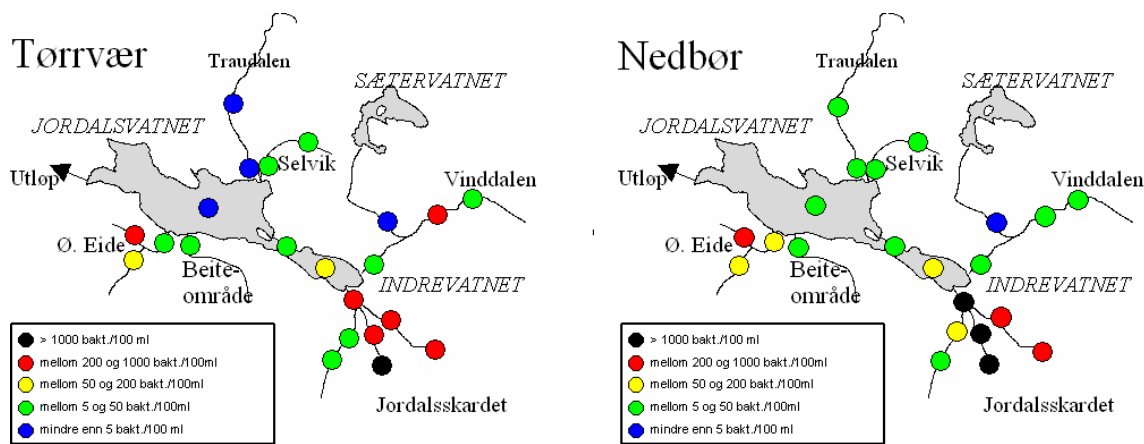 Tørrvær
Traudalen
SÆTERVATNET
JORDALSVATNET
Selvik
Utløp
Vinddalen
Ø. Eide
Beite-
område
INDREVATNET
> 1000 bakt./100 ml
mellom 200 og 1000 bakt./100ml
mellom 50 og 200 bakt./100ml
mellom 5 og 50 bakt./100ml
mindre enn 5 bakt./100 ml
Jordalsskardet
Nedbør
Traudalen
SÆTERVATNET
JORDALSVATNET
Selvik
Utløp
Vinddalen
Ø. Eide
Beite-
område
INDREVATNET
> 1000 bakt./100 ml
mellom 200 og 1000 bakt./100ml
mellom 50 og 200 bakt./100ml
mellom 5 og 50 bakt./100ml
mindre enn 5 bakt./100 ml
Jordalsskardet